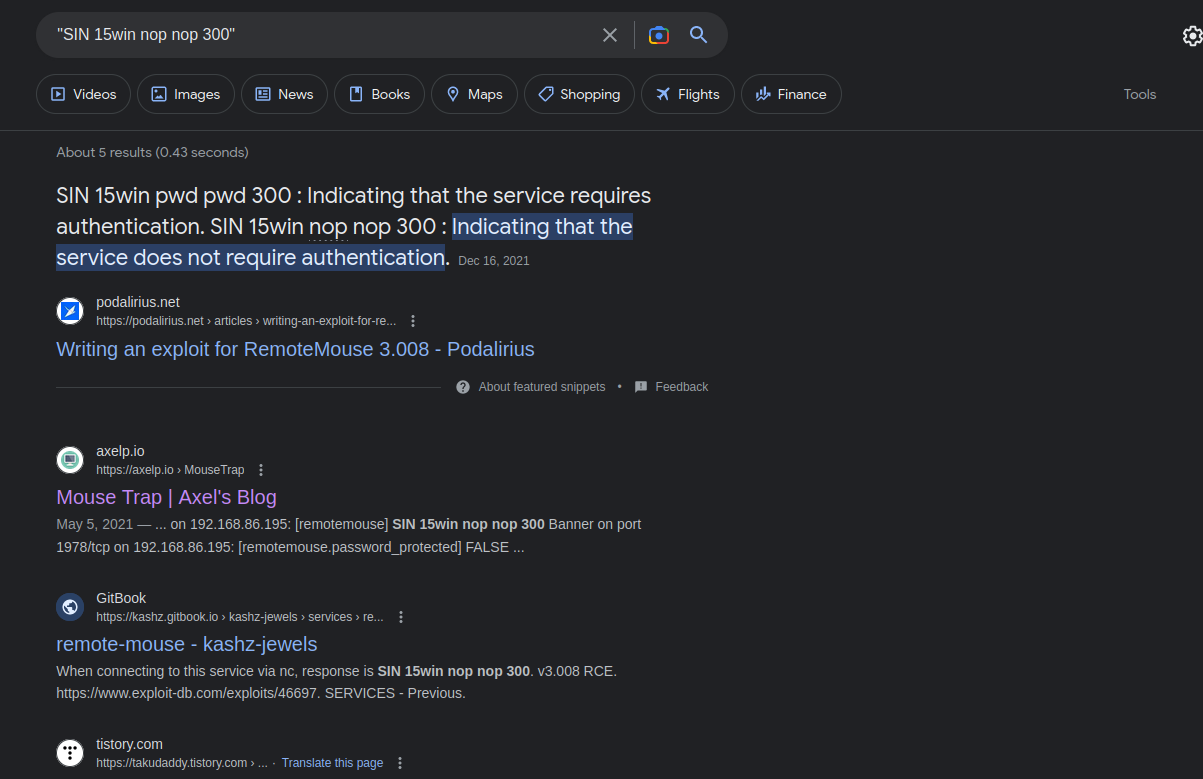 "SIN 15win nop nop 300"
Videos
Images
News
Books
Maps
Shopping
Flights
Finance
Tools
About 5 results (0.43 seconds)
SIN 15win pwd pwd 300 : Indicating that the service requires
authentication. SIN 15win nop nop 300 : Indicating that the
service does not require authentication. Dec 16, 2021
podalirius.net
https://podalirius.net › articles › writing-an-exploit-for-re...
Writing an exploit for RemoteMouse 3.008 - Podalirius
About featured snippets • Feedback
axelp.io
https://axelp.io › MouseTrap
Mouse Trap | Axel's Blog
May 5, 2021 — ... on 192.168.86.195: [remotemouse] SIN 15win nop nop 300 Banner on port
1978/tcp on 192.168.86.195: [remotemouse.password_protected] FALSE ...
GitBook
https://kashz.gitbook.io › kashz-jewels › services › re...
remote-mouse - kashz-jewels
When connecting to this service via nc, response is SIN 15win nop nop 300. v3.008 RCE.
https://www.exploit-db.com/exploits/46697. SERVICES - Previous.
tistory.com
https://takudaddy.tistory.com › ... · Translate this page